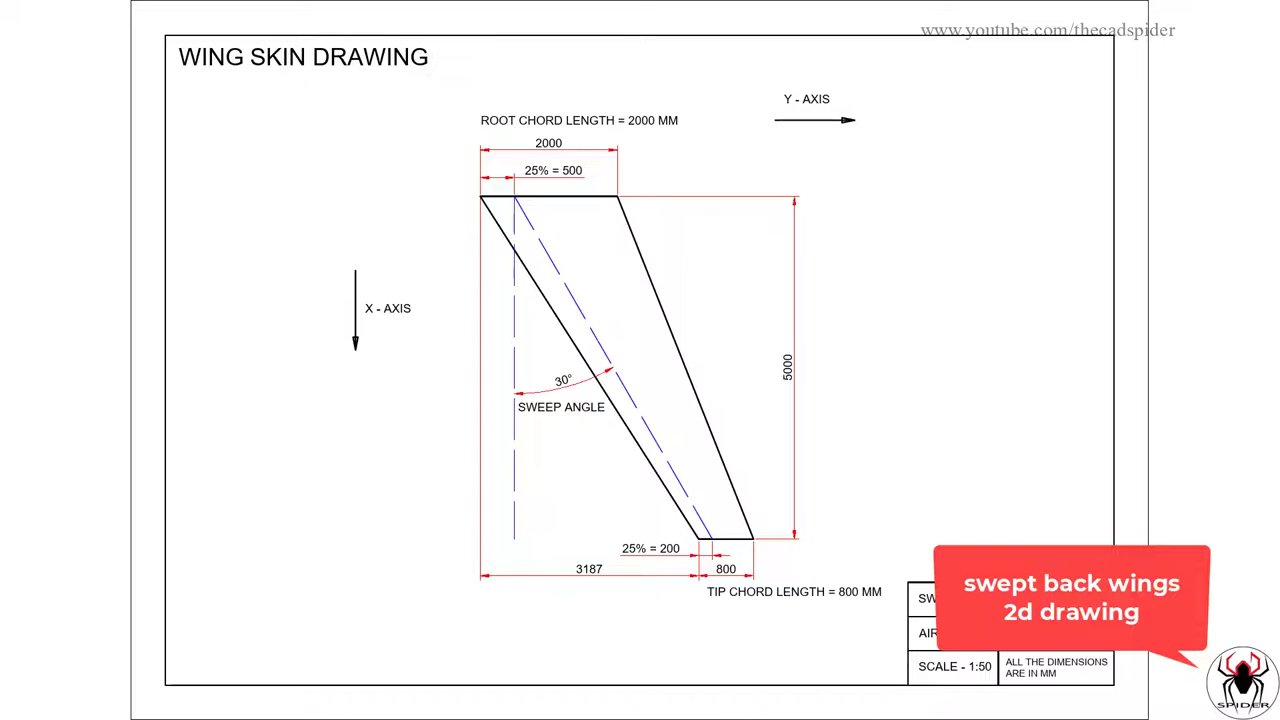 www.youtube.com/thecadspider
WING SKIN DRAWING
Y - AXIS
ROOT CHORD LENGTH = 2000 MM
2000
25% = 500
X - AXIS
5000
30°
SWEEP ANGLE
25% = 200
3187
800
TIP CHORD LENGTH = 800 MM
swept back wings
2d drawing
SW
AIR
SCALE - 1:50
ALL THE DIMENSIONS
ARE IN MM
SPIDER